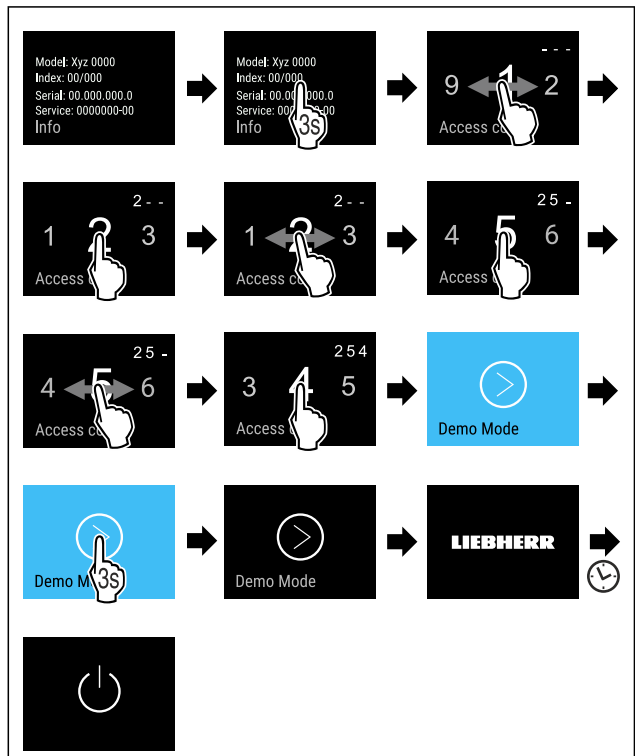 Model: Xyz 0000
Index: 00/000
Serial: 00.000.000.0
Service: 0000000-00
Info
Model: Xyz 0000
Index: 00/000
Serial: 00. .000.0
Service: -00
Info
3s
- - -
9 1 2
Access
2 - -
1 2 3
Access
2 - -
1 2 3
Access
2 5 -
4 5 6
Access
2 5 -
4 5 6
Access
2 5 4
3 4 5
Access
Demo Mode
3s
Demo
Demo Mode
LIEBHERR